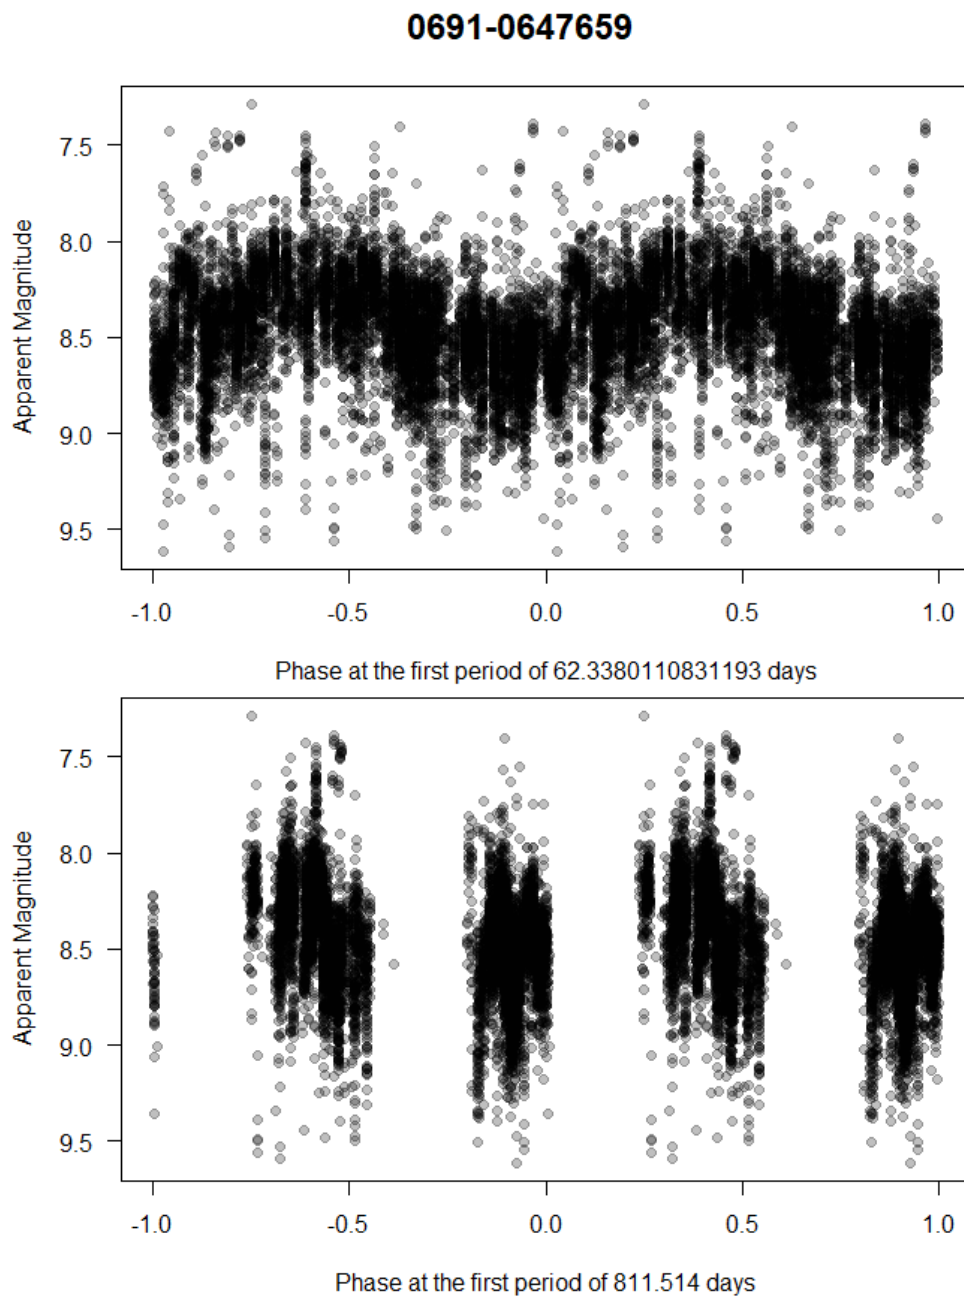 0691-0647659
7.5
8.0
8.5
9.0
9.5
Apparent Magnitude
-1.0 -0.5 0.0 0.5 1.0
Phase at the first period of 62.3380110831193 days
7.5
8.0
8.5
9.0
9.5
Apparent Magnitude
-1.0 -0.5 0.0 0.5 1.0
Phase at the first period of 811.514 days